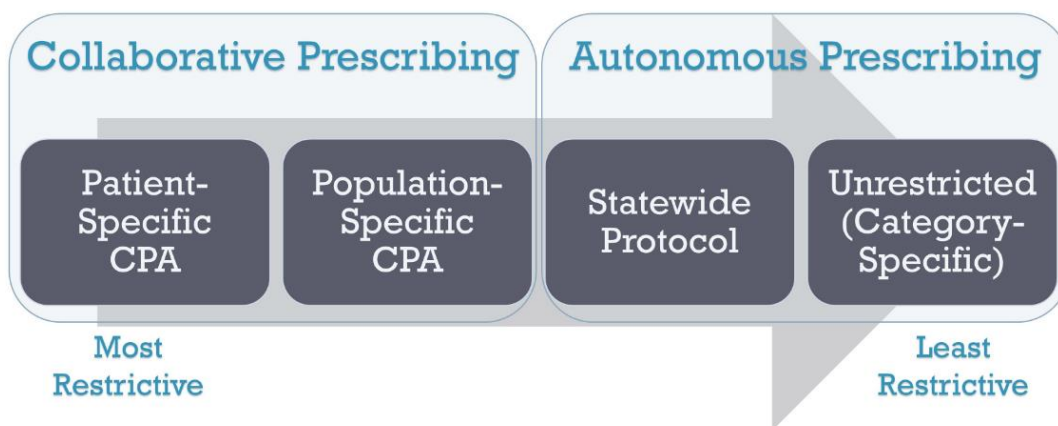 Collaborative Prescribing
Autonomous Prescribing
Patient-
Specific
CPA
Population-
Specific
CPA
Statewide
Protocol
Unrestricted
(Category-
Specific)
Most
Restrictive
Least
Restrictive